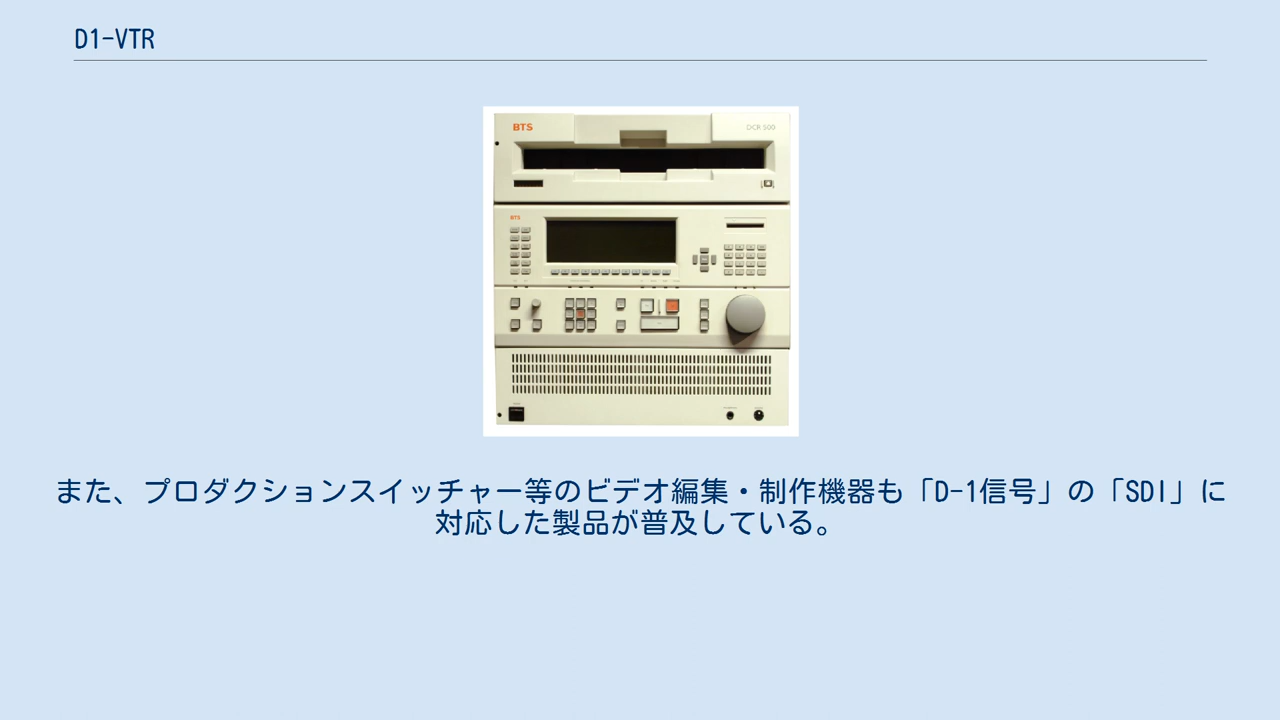 D1-VTR
BTS
DCR 500
BTS
また、プロダクションスイッチャー等のビデオ編集・制作機器も「D-1信号」の「SDI」に
対応した製品が普及している。